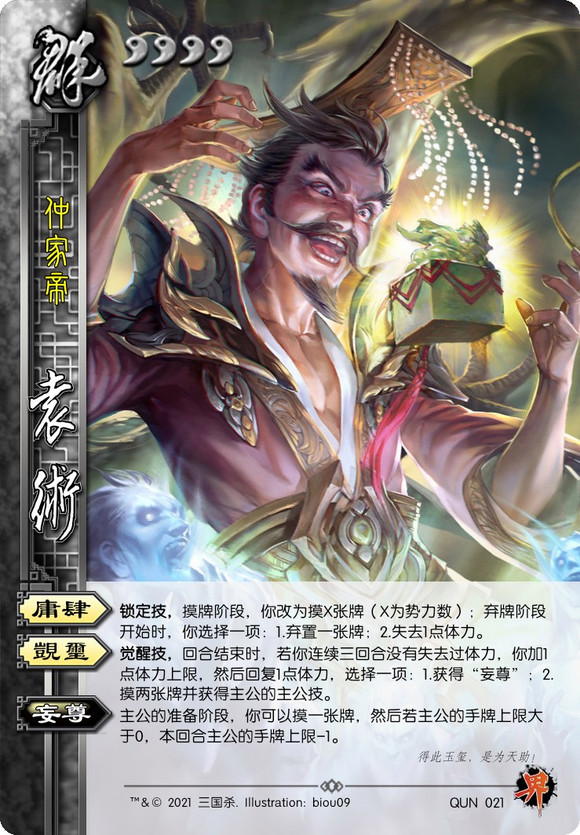 群
仲家帝
袁術
庸肆
锁定技，摸牌阶段，你改为摸X张牌（X为势力数）；弃牌阶段
开始时，你选择一项：1.弃置一张牌；2.失去1点体力。
覬璽
觉醒技，回合结束时，若你连续三回合没有失去过体力，你加1
点体力上限，然后回复1点体力，选择一项：1.获得“妄尊”；2.
摸两张牌并获得主公的主公技。
妄尊
主公的准备阶段，你可以摸一张牌，然后若主公的手牌上限大
于0，本回合主公的手牌上限-1。
得此玉玺，是为天助！
™&© 2021 三国杀. Illustration: biou09
QUN 021
界